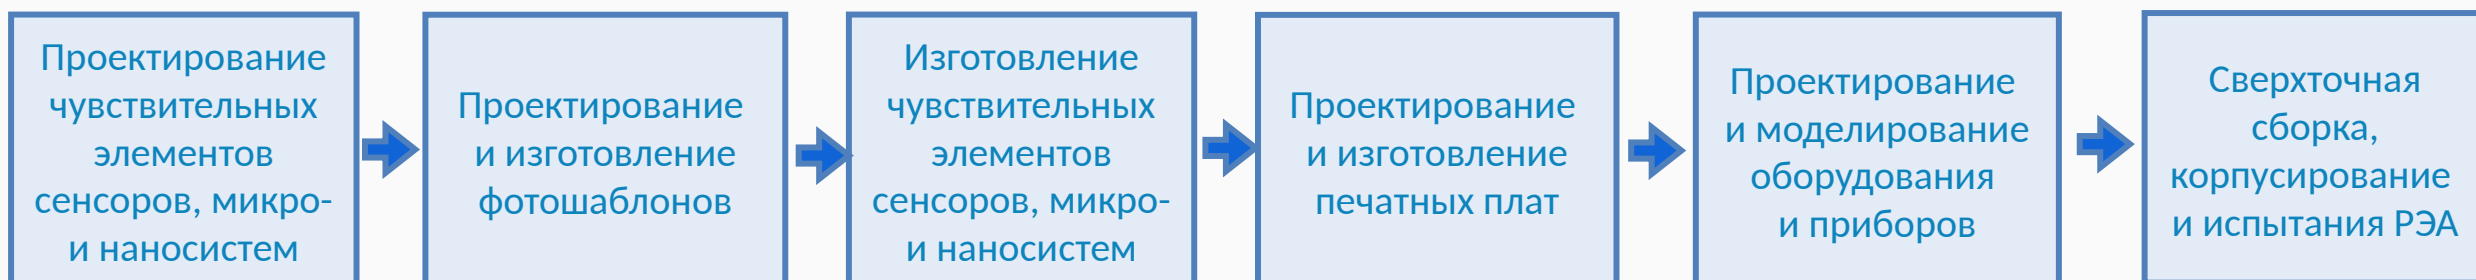 Проектирование
чувствительных
элементов
сенсоров, микро-
и наносистем
Проектирование
и изготовление
фотошаблонов
Изготовление
чувствительных
элементов
сенсоров, микро-
и наносистем
Проектирование
и изготовление
печатных плат
Проектирование
и моделирование
оборудования
и приборов
Сверхточная
сборка,
корпусирование
и испытания РЭА